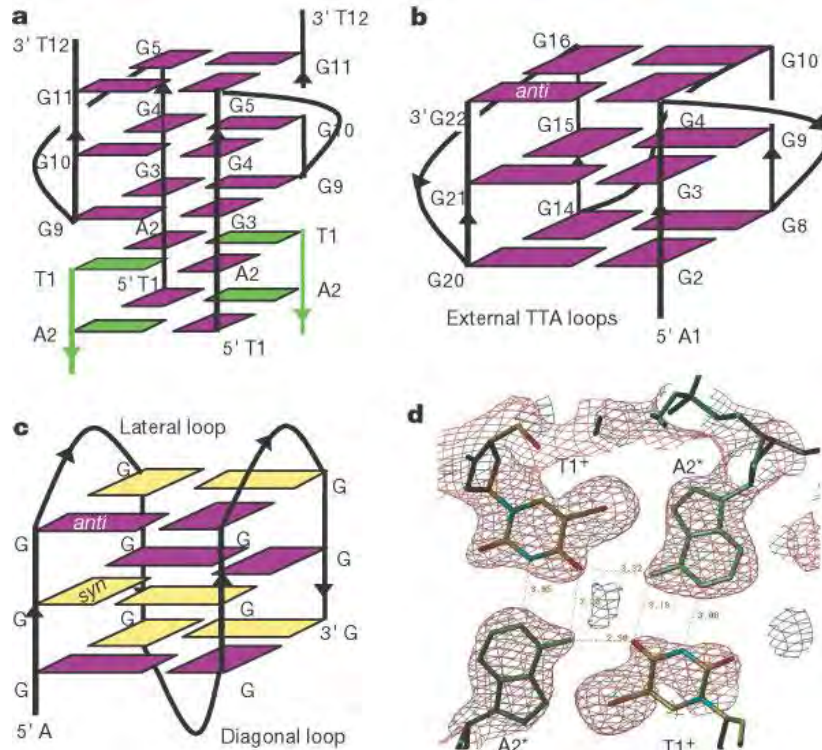 a
3' T12
3' T12
G5
G11
G11
G5
G4
G10
G10
G3
G4
G9
G9
A2
G3
T1
T1
5' T1
A2
A2
A2
5' T1
b
G16
G10
anti
3' G22
G4
G15
G9
G21
G3
G14
G8
G20
G2
External TTA loops
5' A1
c
Lateral loop
G
G
anti
G
G
G
G
syn
G
G
G
3' G
G
G
5' A
Diagonal loop
d
T1+
A2*
A2*
T1+